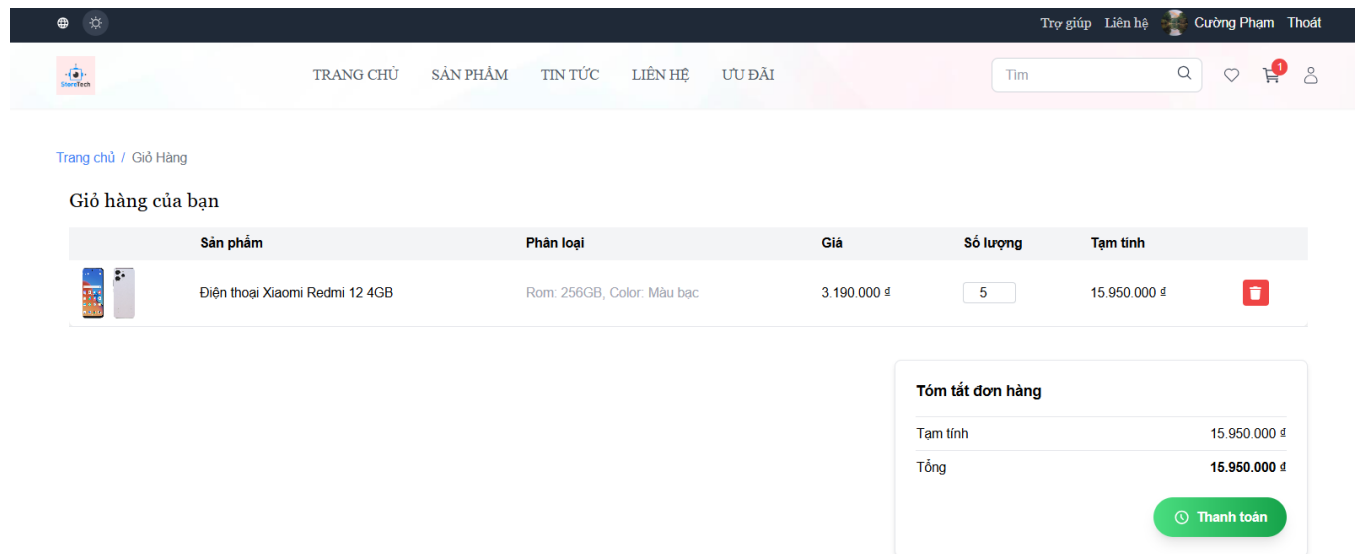 Trợ giúp Liên hệ Cường Phạm Thoát
StoreTech
TRANG CHỦ SẢN PHẨM TIN TỨC LIÊN HỆ ƯU ĐÃI Tìm 1
Trang chủ / Giỏ Hàng
Giỏ hàng của bạn
Sản phẩm Phân loại Giá Số lượng Tạm tính
Điện thoại Xiaomi Redmi 12 4GB Rom: 256GB, Color: Màu bạc 3.190.000 ₫ 5 15.950.000 ₫
Tóm tắt đơn hàng
Tạm tính 15.950.000 ₫
Tổng 15.950.000 ₫
Thanh toán